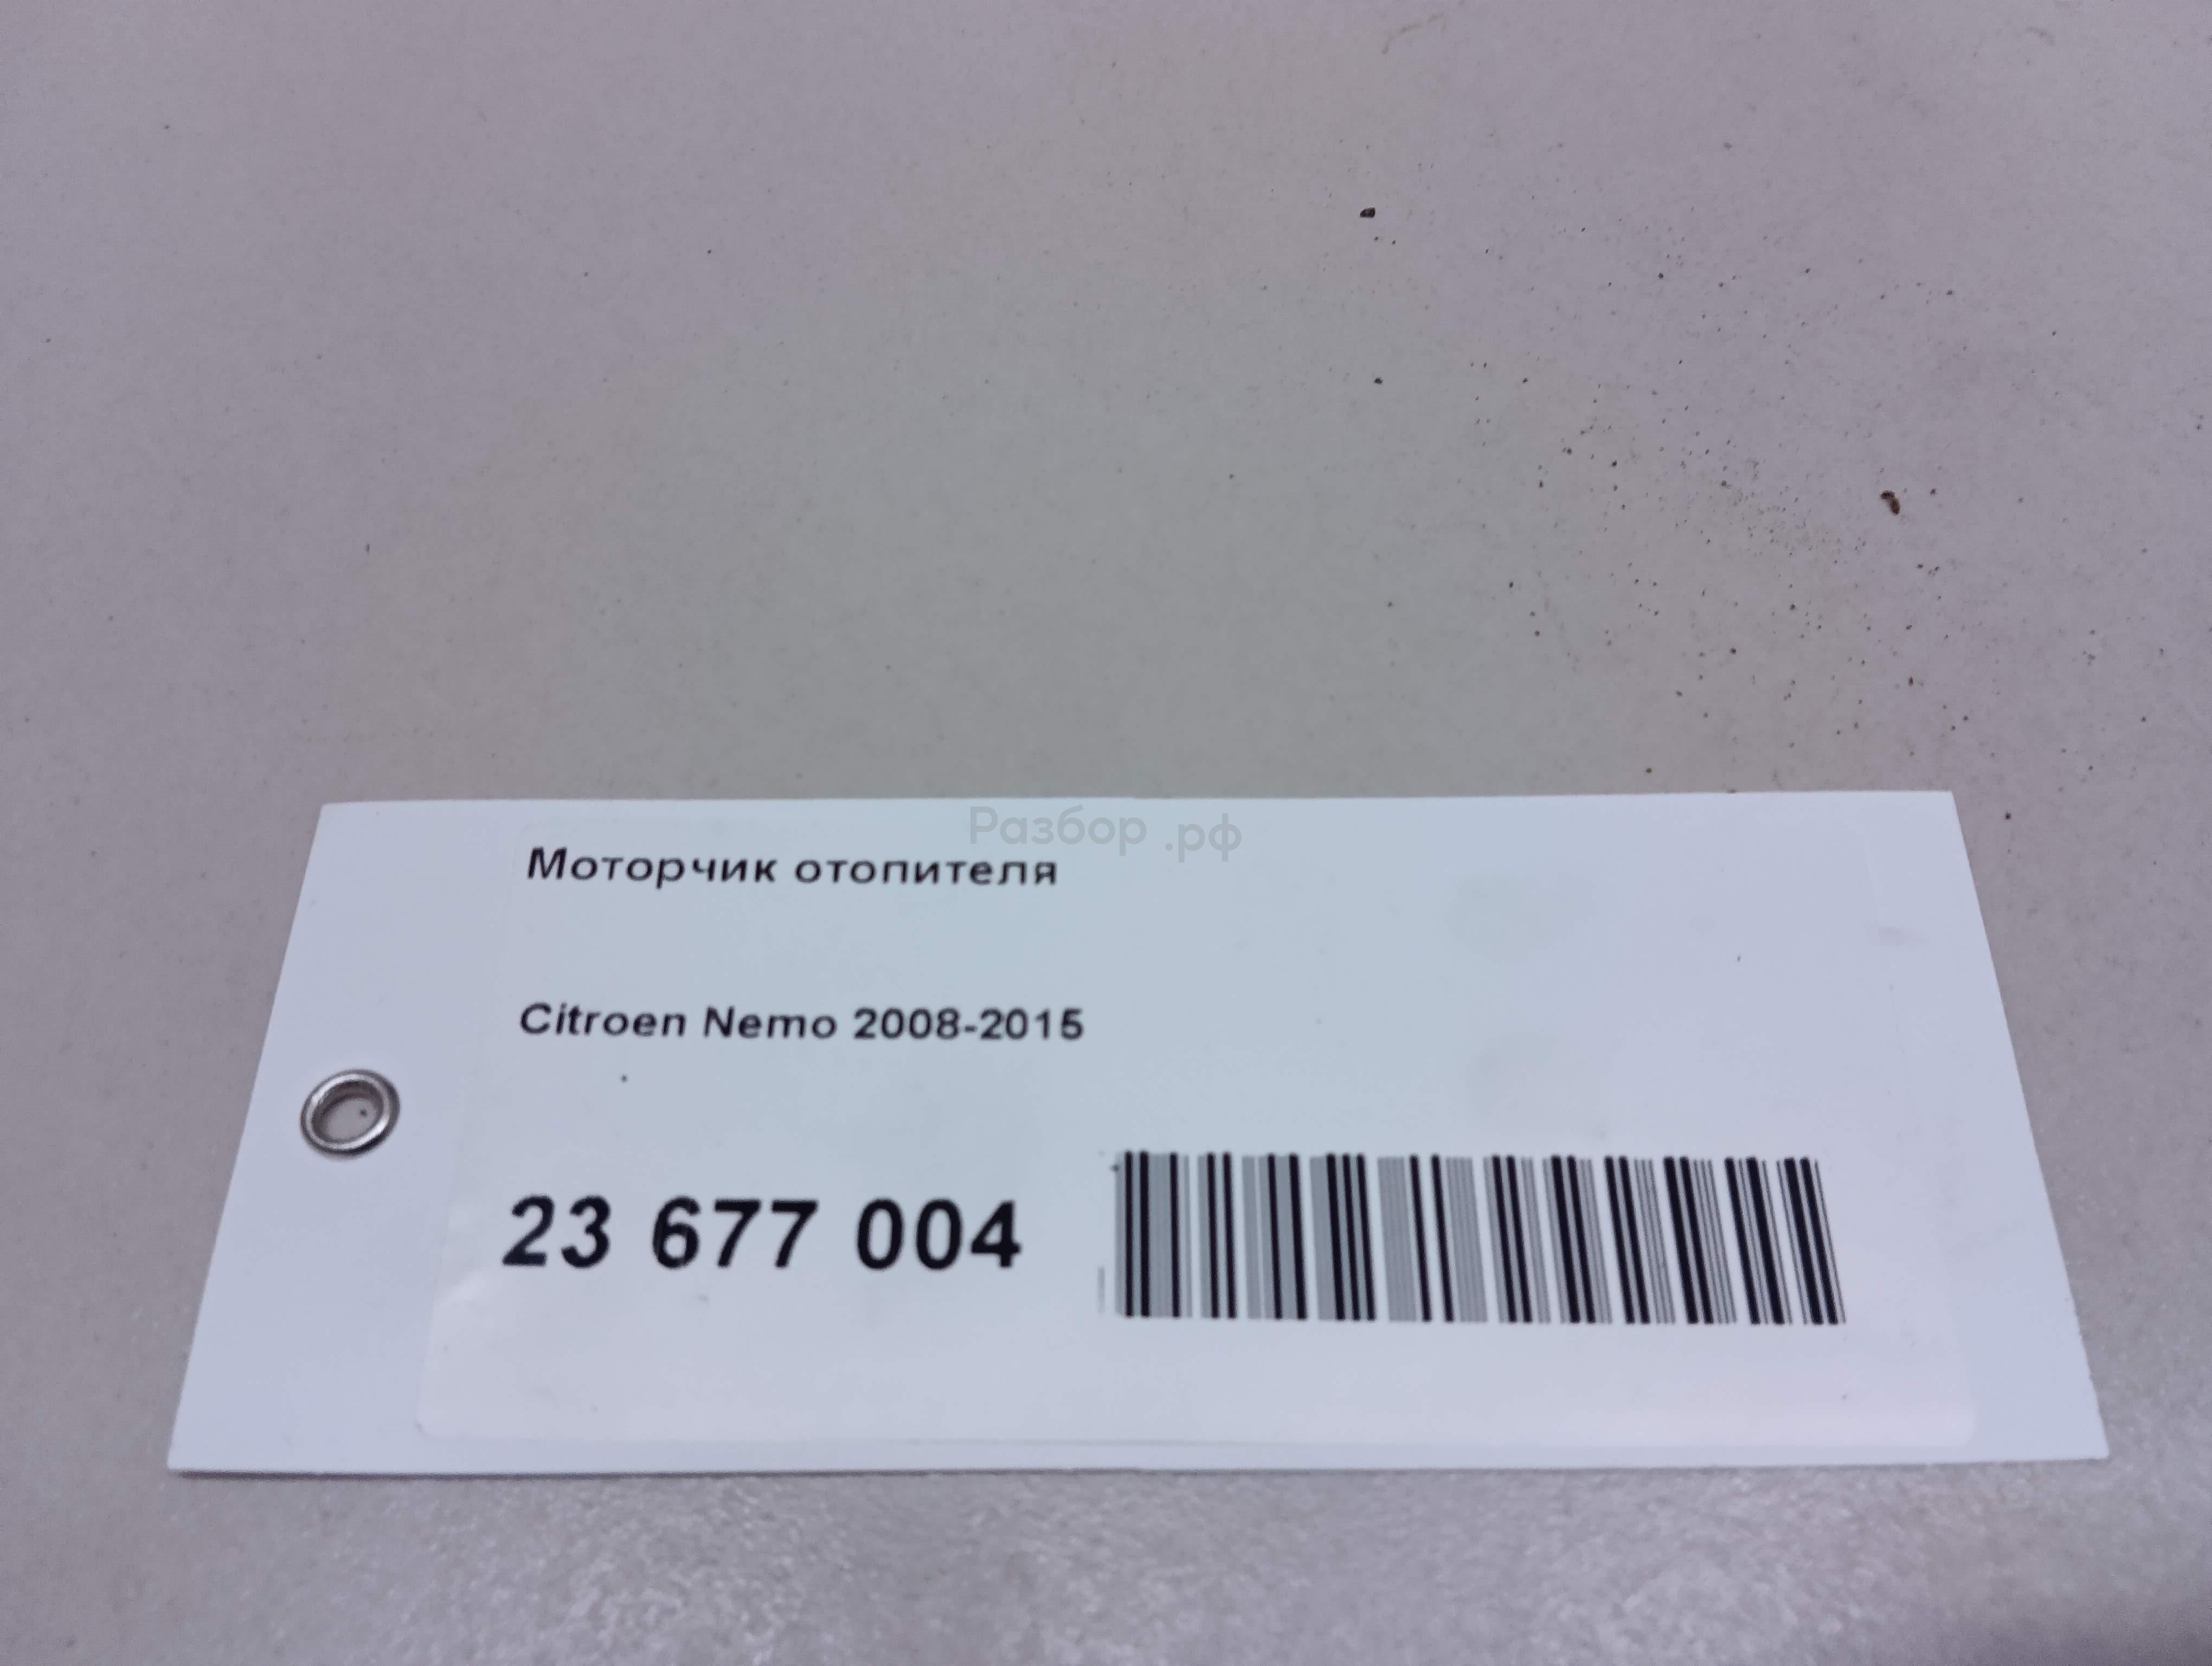 Разбор .рф
Моторчик отопителя
Citroen Nemo 2008-2015
23 677 004